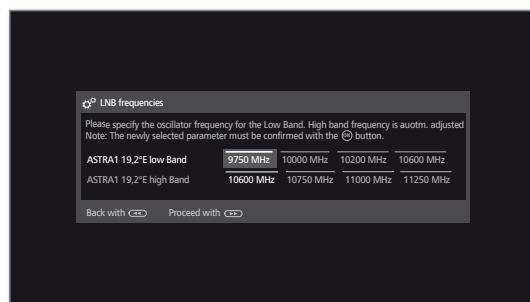 LNB frequencies
Please specify the oscillator frequency for the Low Band. High band frequency is auotm. adjusted
Note: The newly selected parameter must be confirmed with the OK button.
ASTRA1 19,2°E low Band 9750 MHz 10000 MHz 10200 MHz 10600 MHz
ASTRA1 19,2°E high Band 10600 MHz 10750 MHz 11000 MHz 11250 MHz
Back with Proceed with